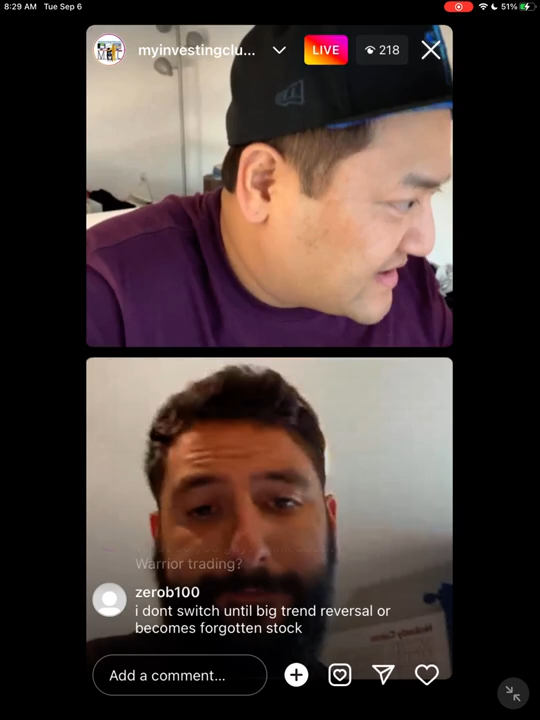 8:29 AM Tue Sep 6
51%
myinvestingclu...
LIVE
218
Warrior trading?
zerob100
i dont switch until big trend reversal or
becomes forgotten stock
Add a comment...